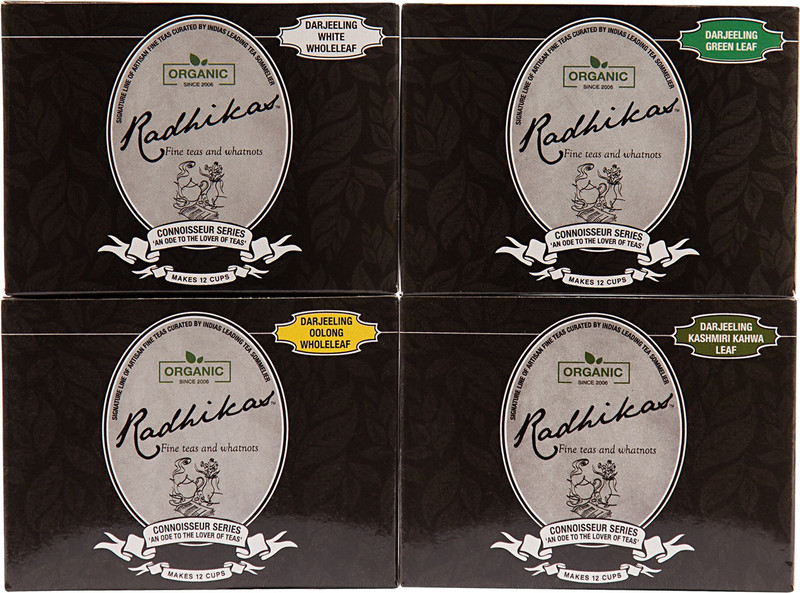 DARJEELING
WHITE
WHOLELEAF
SIGNATURE LINE OF ARTISAN FINE TEAS CURATED BY INDIAS LEADING TEA SOMMELIER
ORGANIC
SINCE 2006
Radhikas™
Fine teas and whatnots
CONNOISSEUR SERIES
'AN ODE TO THE LOVER OF TEAS'
MAKES 12 CUPS
DARJEELING
GREEN LEAF
SIGNATURE LINE OF ARTISAN FINE TEAS CURATED BY INDIAS LEADING TEA SOMMELIER
ORGANIC
SINCE 2006
Radhikas™
Fine teas and whatnots
CONNOISSEUR SERIES
'AN ODE TO THE LOVER OF TEAS'
MAKES 12 CUPS
DARJEELING
OOLONG
WHOLELEAF
SIGNATURE LINE OF ARTISAN FINE TEAS CURATED BY INDIAS LEADING TEA SOMMELIER
ORGANIC
SINCE 2006
Radhikas™
Fine teas and whatnots
CONNOISSEUR SERIES
'AN ODE TO THE LOVER OF TEAS'
MAKES 12 CUPS
DARJEELING
KASHMIRI KAHWA
LEAF
SIGNATURE LINE OF ARTISAN FINE TEAS CURATED BY INDIAS LEADING TEA SOMMELIER
ORGANIC
SINCE 2006
Radhikas™
Fine teas and whatnots
CONNOISSEUR SERIES
'AN ODE TO THE LOVER OF TEAS'
MAKES 12 CUPS